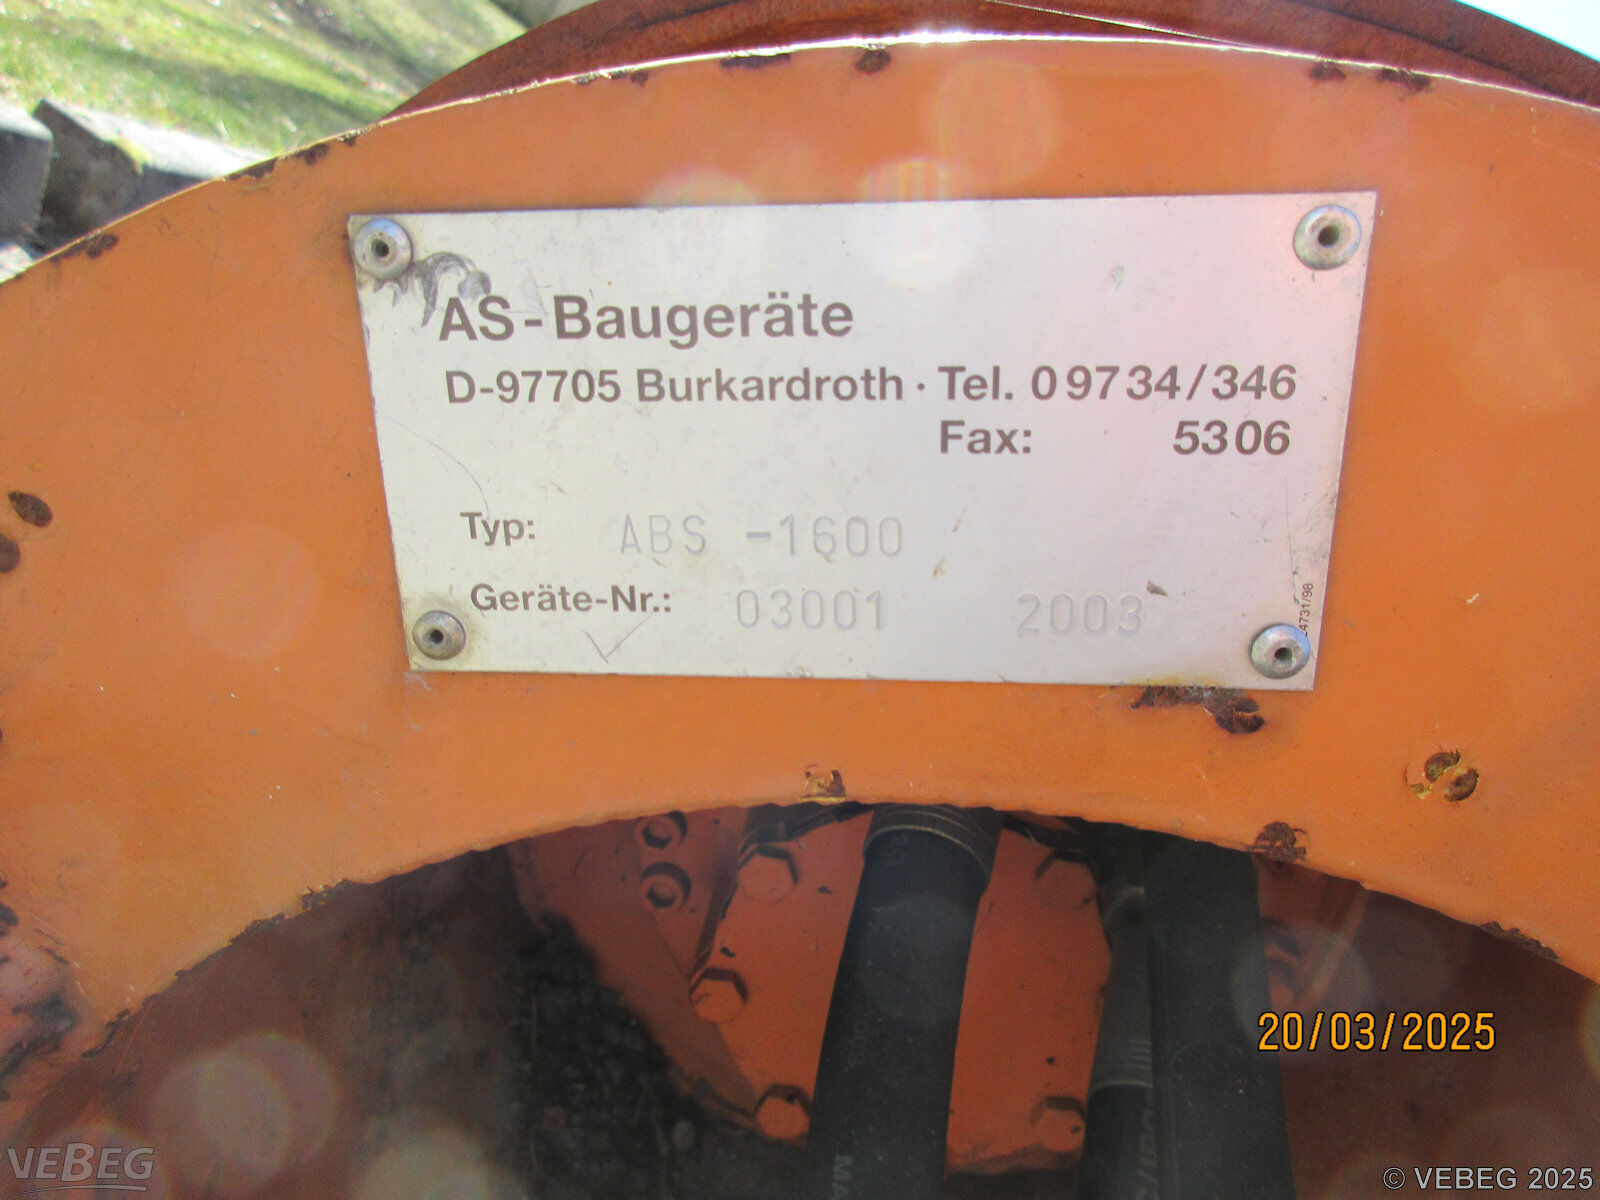 AS-Baugeräte
D-97705 Burkardroth · Tel. 09734/346
Fax: 5306
Typ: ABS -1600
Geräte-Nr.: 03001 2003
24731/98
20/03/2025
VEBEG
© VEBEG 2025